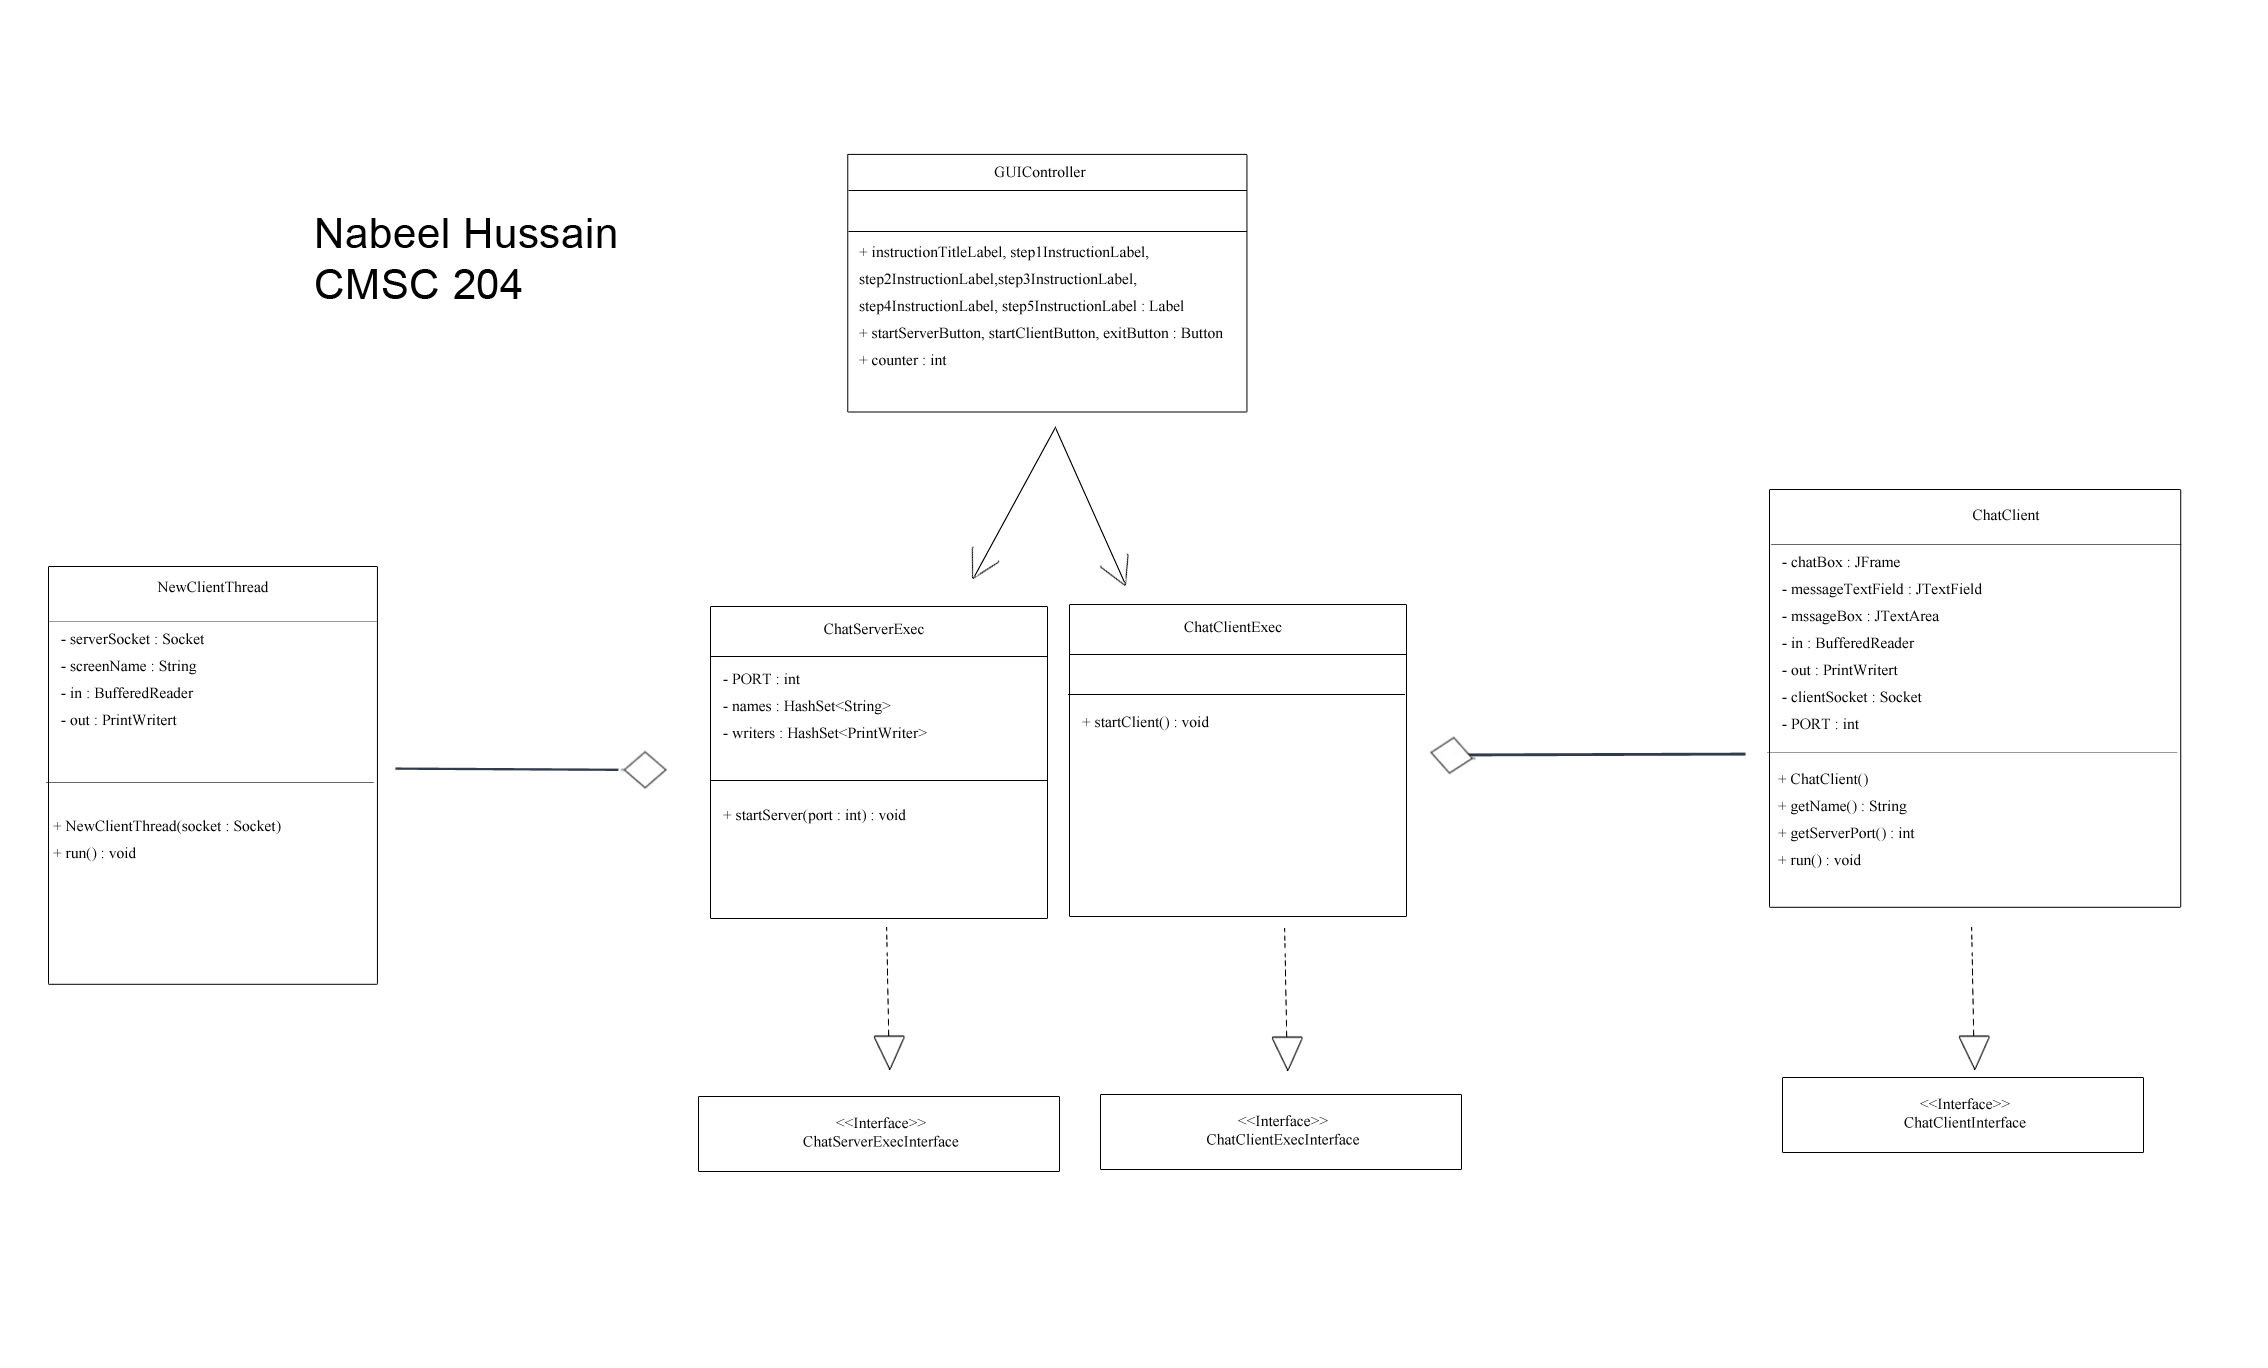 Nabeel Hussain
CMSC 204
GUIController
+ instructionTitleLabel, step1InstructionLabel,
step2InstructionLabel,step3InstructionLabel,
step4InstructionLabel, step5InstructionLabel : Label
+ startServerButton, startClientButton, exitButton : Button
+ counter : int
NewClientThread
- serverSocket : Socket
- screenName : String
- in : BufferedReader
- out : PrintWritert
+ NewClientThread(socket : Socket)
+ run() : void
ChatServerExec
- PORT : int
- names : HashSet<String>
- writers : HashSet<PrintWriter>
+ startServer(port : int) : void
ChatClientExec
+ startClient() : void
ChatClient
- chatBox : JFrame
- messageTextField : JTextField
- mssageBox : JTextArea
- in : BufferedReader
- out : PrintWritert
- clientSocket : Socket
- PORT : int
+ ChatClient()
+ getName() : String
+ getServerPort() : int
+ run() : void
<<Interface>>
ChatServerExecInterface
<<Interface>>
ChatClientExecInterface
<<Interface>>
ChatClientInterface